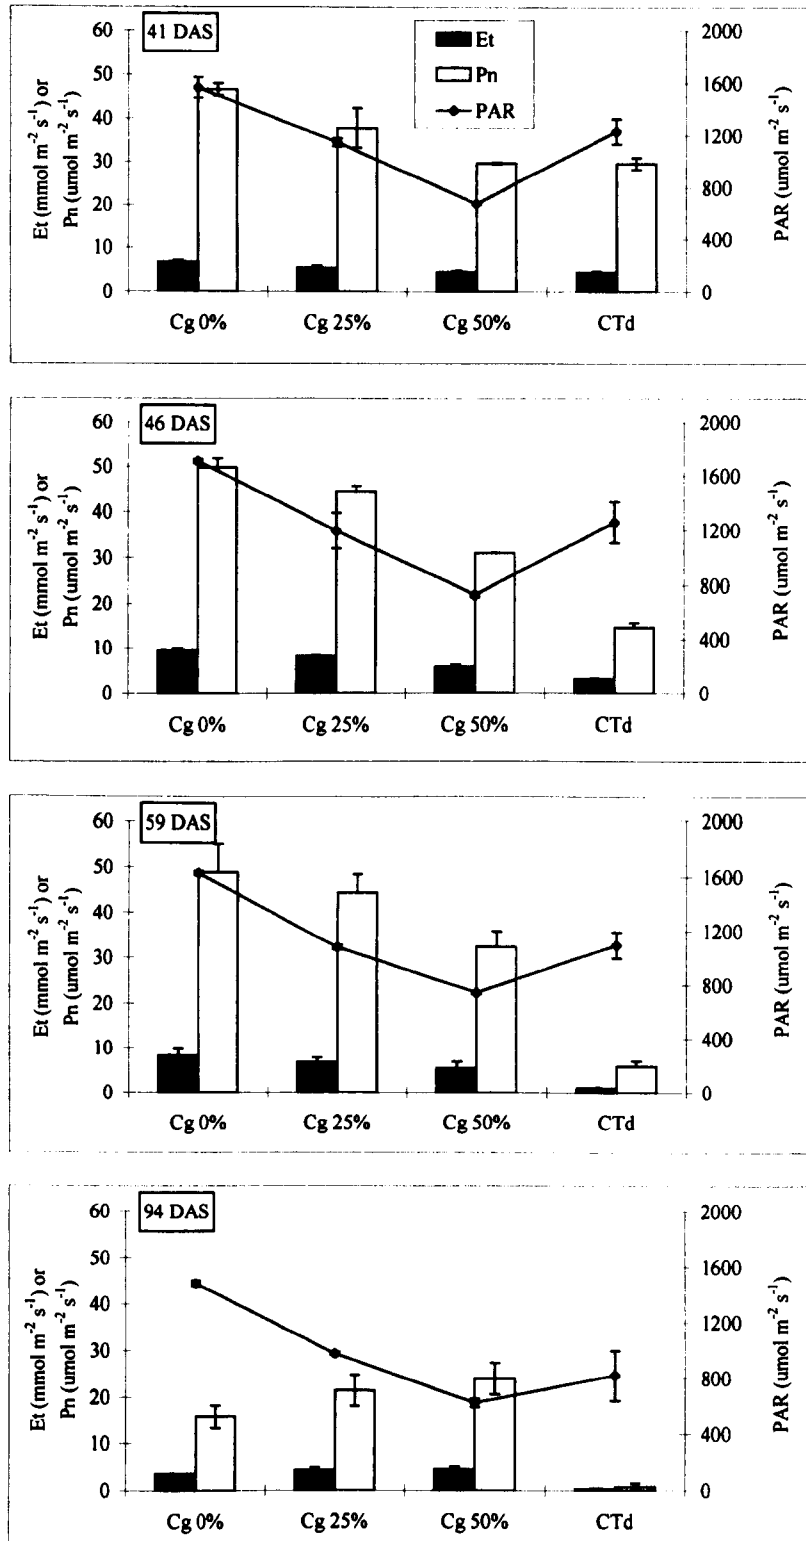 41 DAS
Et
Pn
PAR
Et (mmol m⁻² s⁻¹) or
Pn (umol m⁻² s⁻¹)
60
50
40
30
20
10
0
2000
1600
1200
800
400
0
PAR (umol m⁻² s⁻¹)
Cg 0% Cg 25% Cg 50% CTd
46 DAS
Et (mmol m⁻² s⁻¹) or
Pn (umol m⁻² s⁻¹)
60
50
40
30
20
10
0
2000
1600
1200
800
400
0
PAR (umol m⁻² s⁻¹)
Cg 0% Cg 25% Cg 50% CTd
59 DAS
Et (mmol m⁻² s⁻¹) or
Pn (umol m⁻² s⁻¹)
60
50
40
30
20
10
0
2000
1600
1200
800
400
0
PAR (umol m⁻² s⁻¹)
Cg 0% Cg 25% Cg 50% CTd
94 DAS
Et (mmol m⁻² s⁻¹) or
Pn (umol m⁻² s⁻¹)
60
50
40
30
20
10
0
2000
1600
1200
800
400
0
PAR (umol m⁻² s⁻¹)
Cg 0% Cg 25% Cg 50% CTd